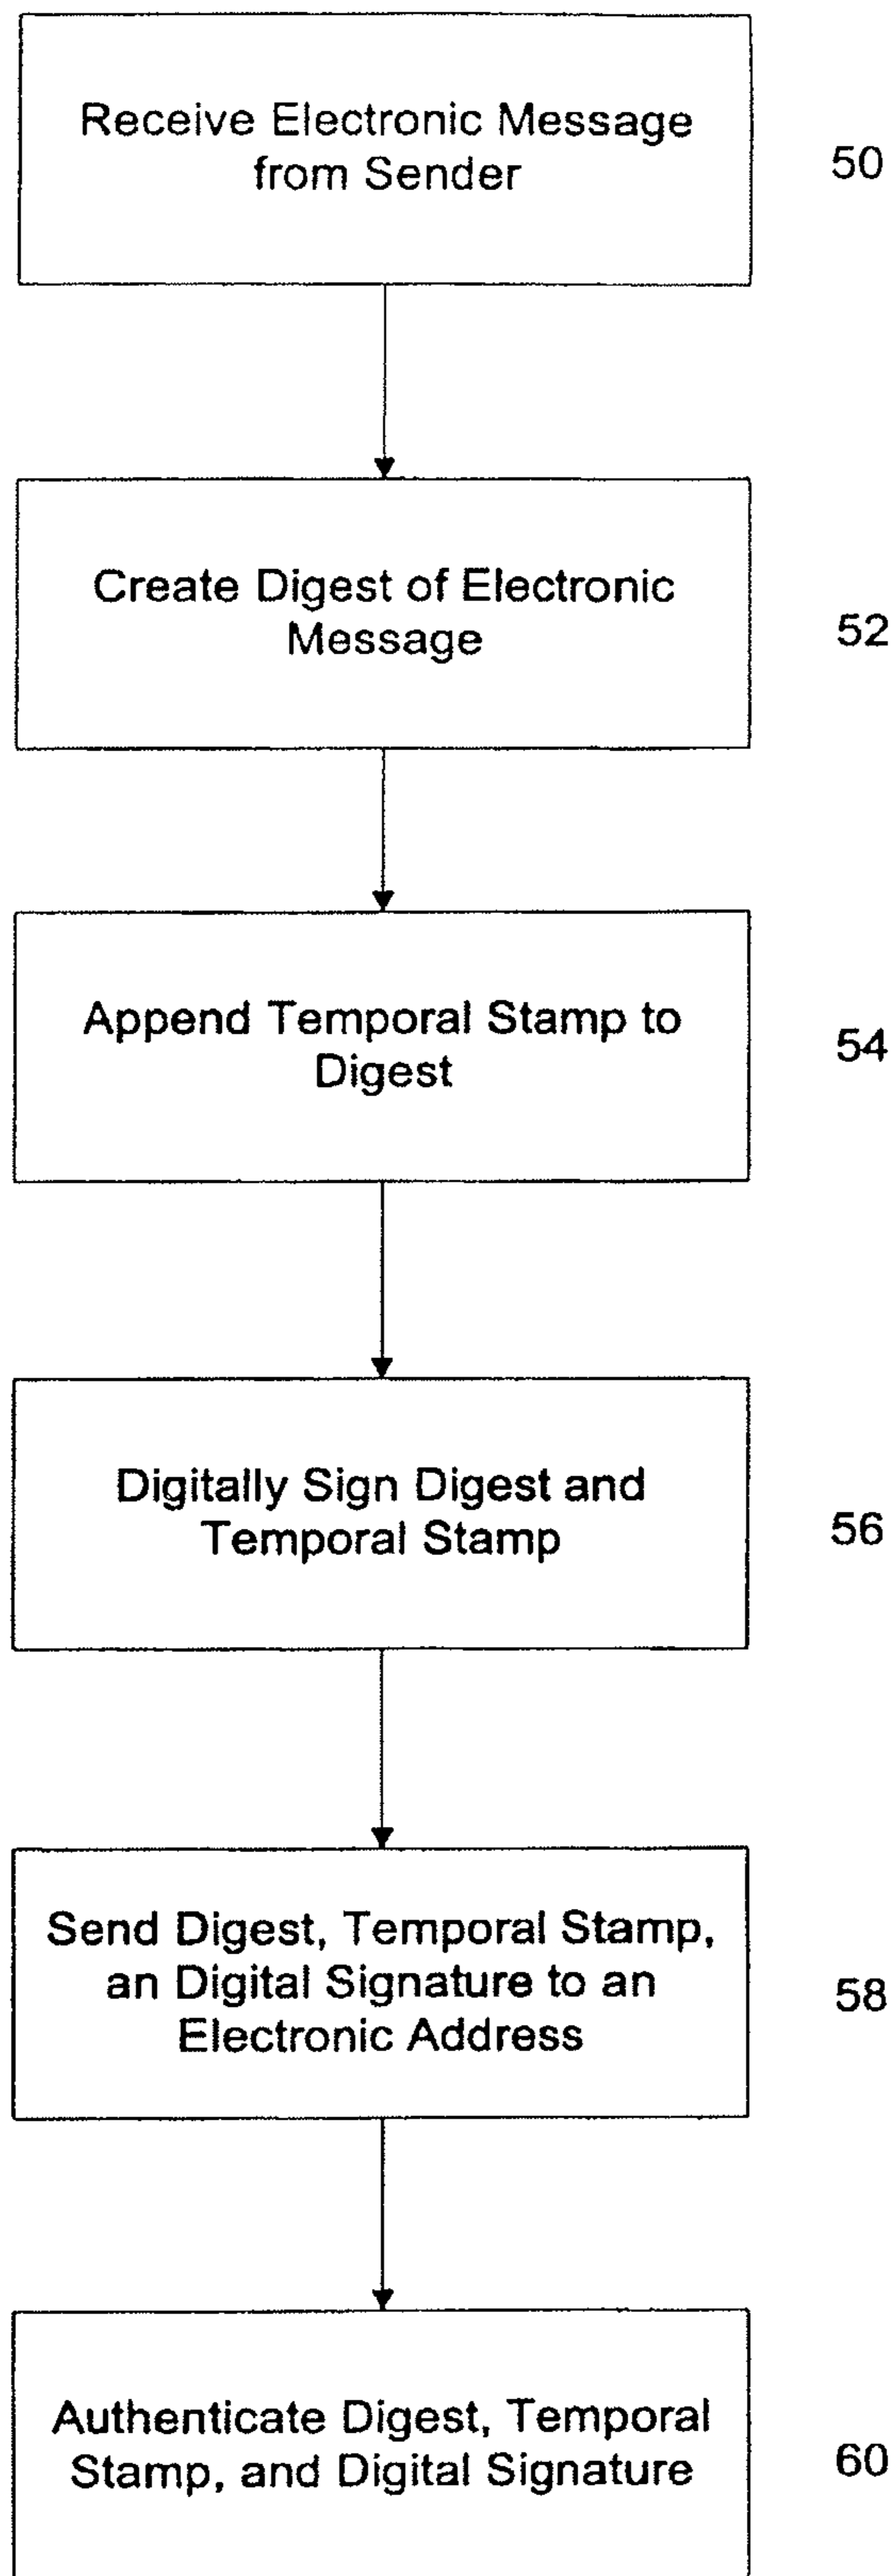 Receive Electronic Message
from Sender
50
Create Digest of Electronic
Message
52
Append Temporal Stamp to
Digest
54
Digitally Sign Digest and
Temporal Stamp
56
Send Digest, Temporal Stamp,
an Digital Signature to an
Electronic Address
58
Authenticate Digest, Temporal
Stamp, and Digital Signature
60